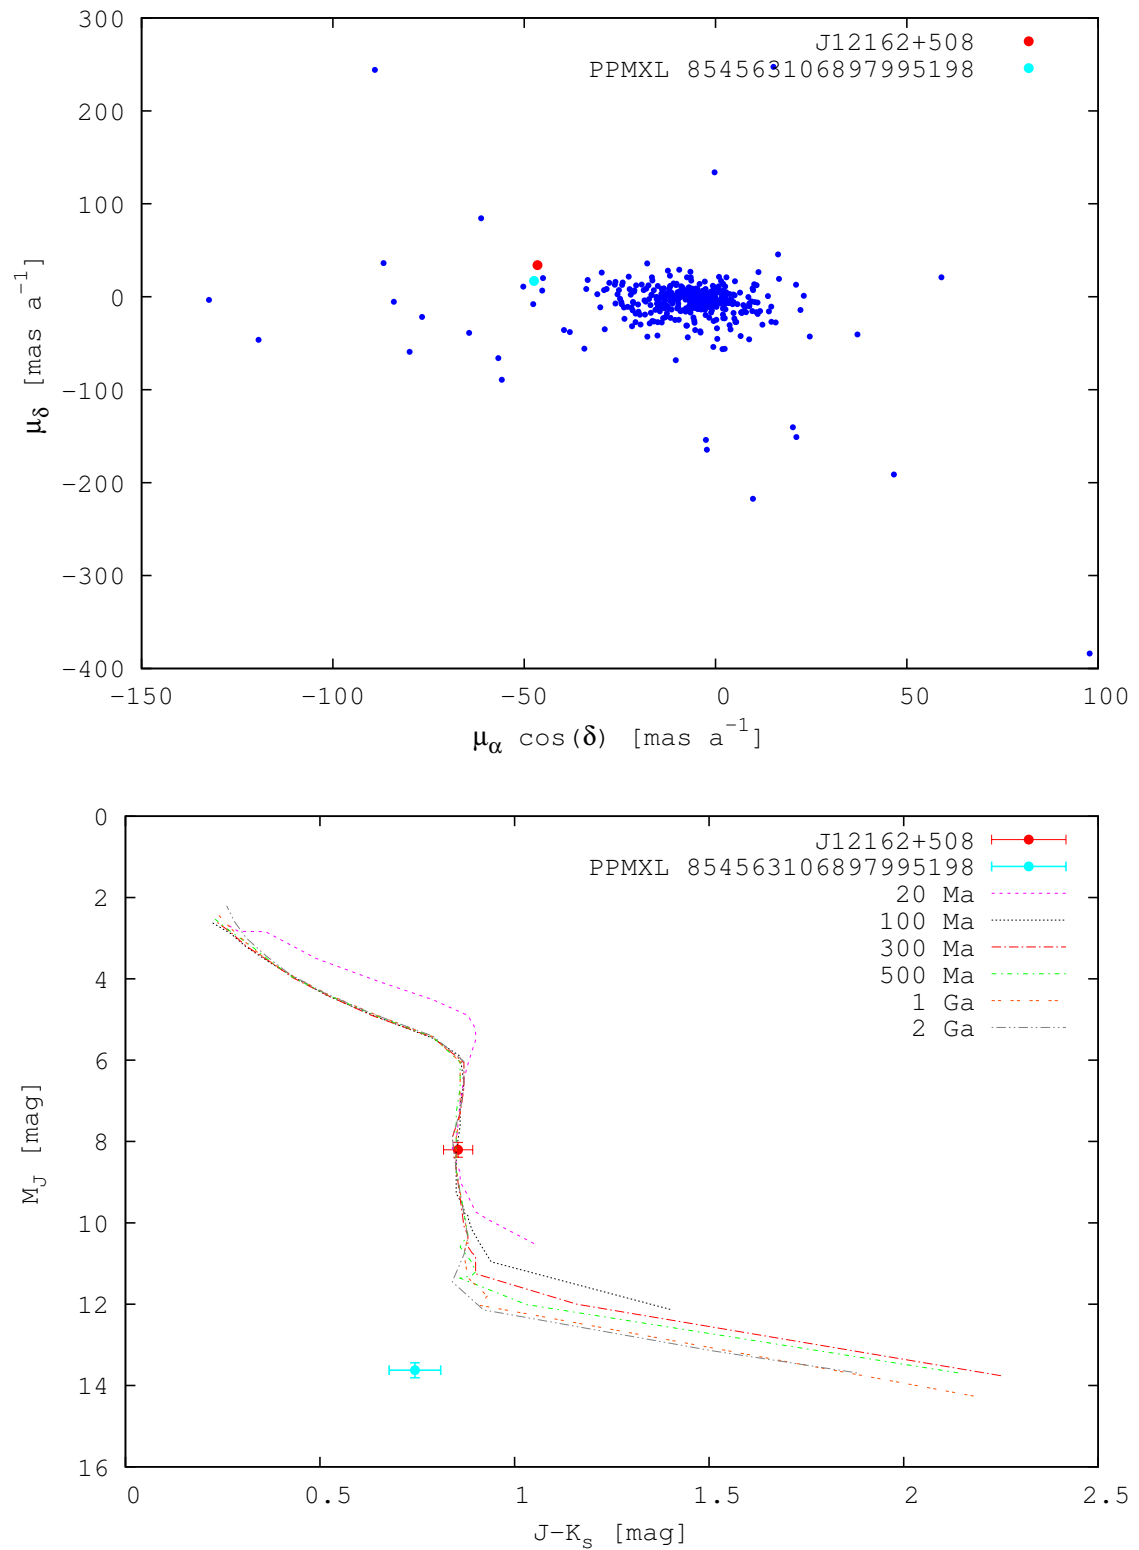 300
200
100
0
−100
−200
−300
−400
μδ [mas a−1]
J12162+508
PPMXL 854563106897995198
−150 −100 −50 0 50 100
μα cos(δ) [mas a−1]
0
2
4
6
8
10
12
14
16
MJ [mag]
J12162+508
PPMXL 854563106897995198
20 Ma
100 Ma
300 Ma
500 Ma
1 Ga
2 Ga
0 0.5 1 1.5 2 2.5
J−Ks [mag]